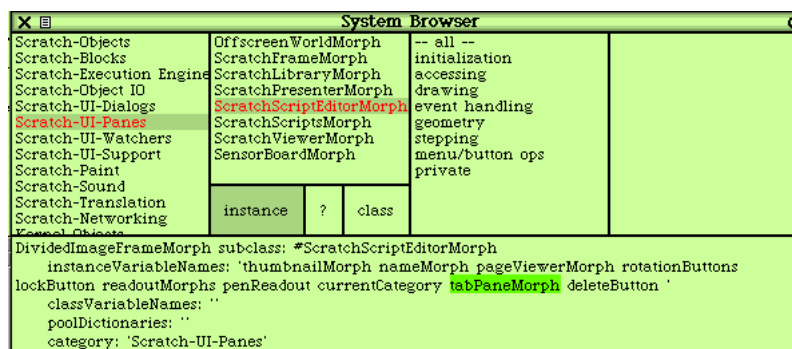 System Browser
Scratch-Objects
Scratch-Blocks
Scratch-Execution Engine
Scratch-Object IO
Scratch-UI-Dialogs
Scratch-UI-Panes
Scratch-UI-Watchers
Scratch-UI-Support
Scratch-Paint
Scratch-Sound
Scratch-Translation
Scratch-Networking
Kernel-Objects
OffscreenWorldMorph
ScratchFrameMorph
ScratchLibraryMorph
ScratchPresenterMorph
ScratchScriptEditorMorph
ScratchScriptsMorph
ScratchViewerMorph
SensorBoardMorph
instance ? class
-- all --
initialization
accessing
drawing
event handling
geometry
stepping
menu/button ops
private
DividedImageFrameMorph subclass: #ScratchScriptEditorMorph
instanceVariableNames: 'thumbnailMorph nameMorph pageViewerMorph rotationButtons
lockButton readoutMorphs penReadout currentCategory tabPaneMorph deleteButton '
classVariableNames: ''
poolDictionaries: ''
category: 'Scratch-UI-Panes'